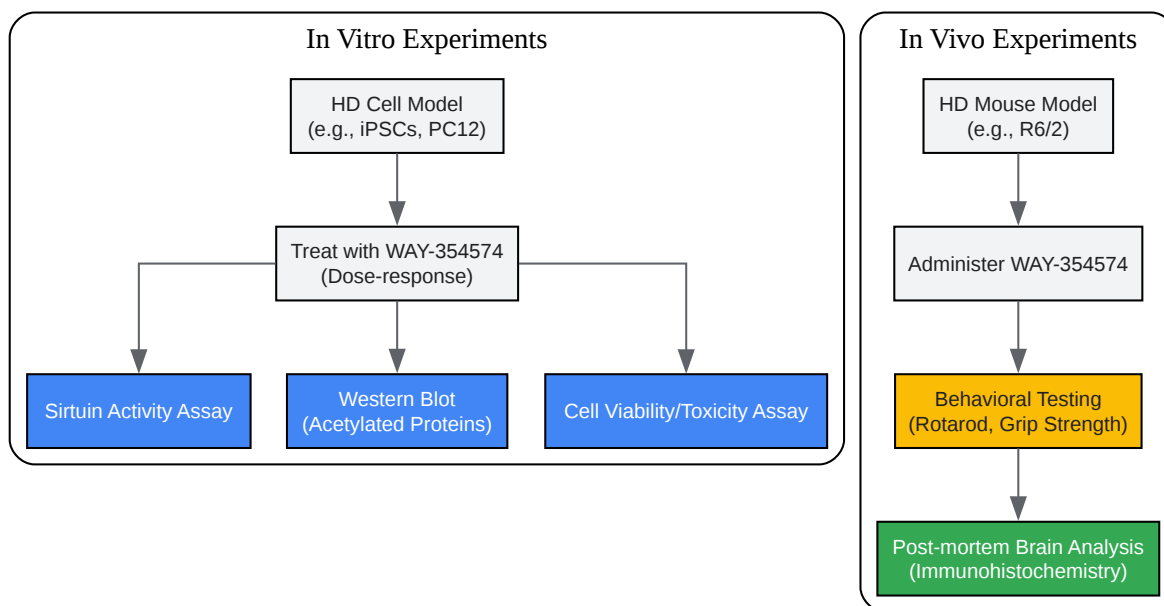 In Vitro Experiments
HD Cell Model
(e.g., iPSCs, PC12)
Treat with WAY-354574
(Dose-response)
Sirtuin Activity Assay
Western Blot
(Acetylated Proteins)
Cell Viability/Toxicity Assay
In Vivo Experiments
HD Mouse Model
(e.g., R6/2)
Administer WAY-354574
Behavioral Testing
(Rotarod, Grip Strength)
Post-mortem Brain Analysis
(Immunohistochemistry)